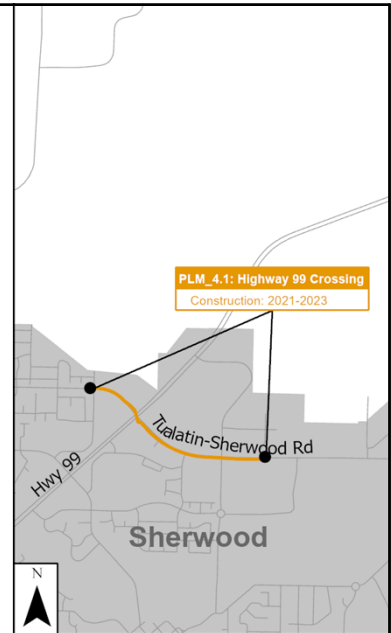 PLM_4.1: Highway 99 Crossing
Construction: 2021-2023
Tualatin-Sherwood Rd
Hwy 99
Sherwood
N